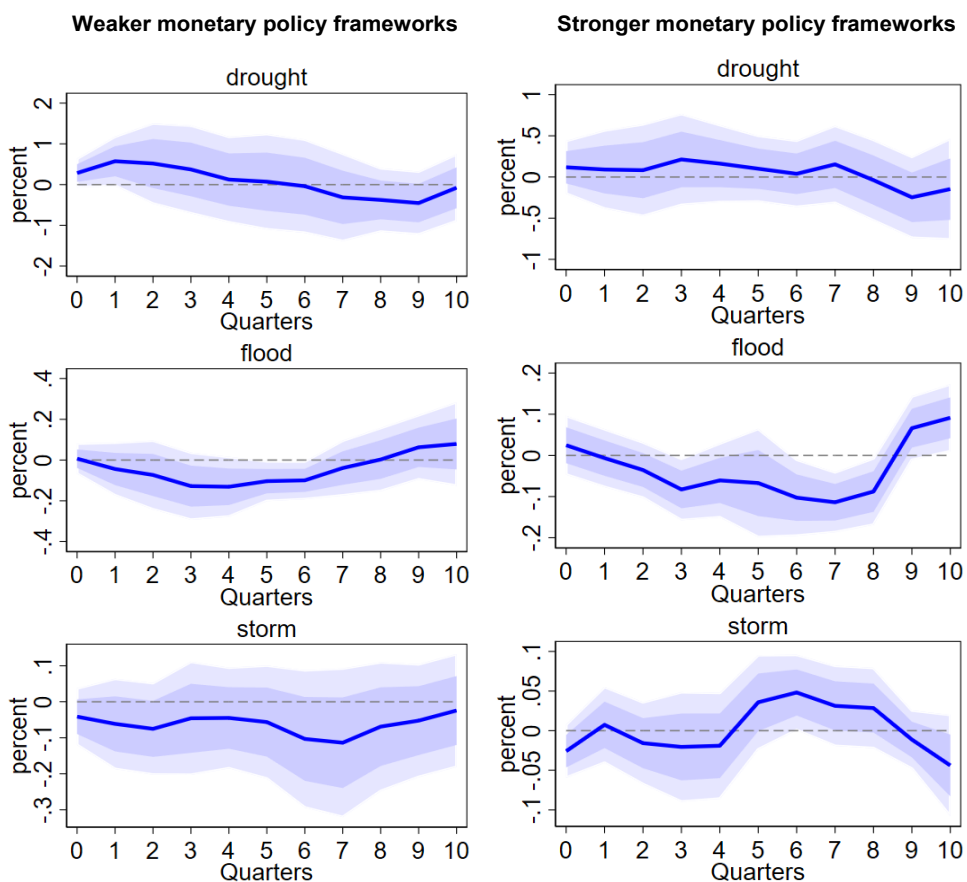 Weaker monetary policy frameworks
Stronger monetary policy frameworks
drought
percent
2
1
0
-.1
-2
0 1 2 3 4 5 6 7 8 9 10
Quarters
drought
percent
1
.5
0
-.5
-1
0 1 2 3 4 5 6 7 8 9 10
Quarters
flood
percent
.4
.2
0
-.2
-.4
0 1 2 3 4 5 6 7 8 9 10
Quarters
flood
percent
.2
0.1
0
-0.1
-.2
0 1 2 3 4 5 6 7 8 9 10
Quarters
storm
percent
.1
0
-.1
-.2
-.3
0 1 2 3 4 5 6 7 8 9 10
Quarters
storm
percent
.1
0.05
0
-0.05
-.1
0 1 2 3 4 5 6 7 8 9 10
Quarters